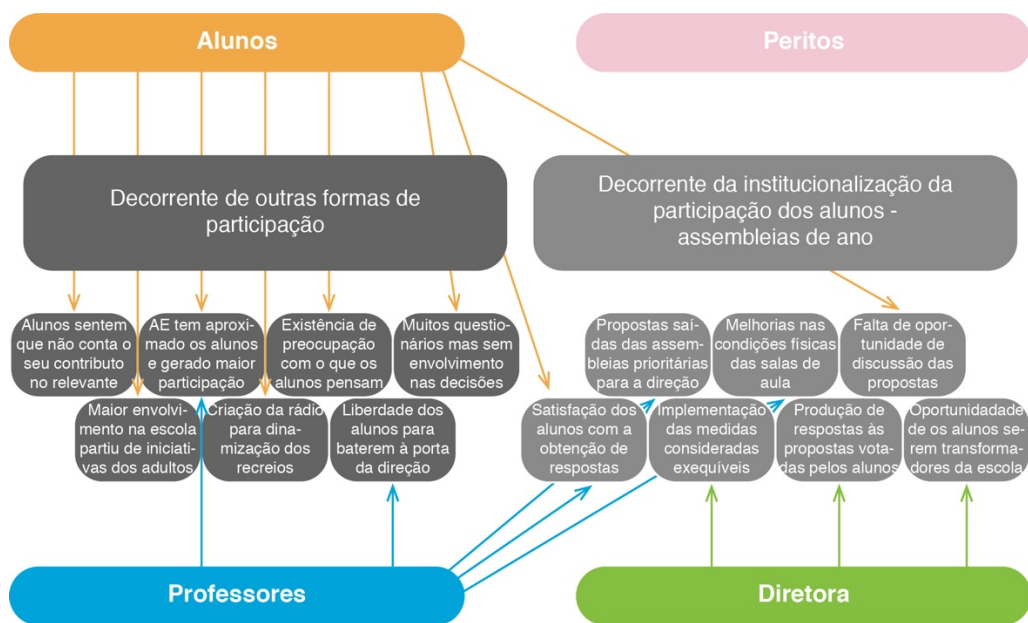 Alunos
Peritos
Decorrente de outras formas de
participação
Decorrente da institucionalização da
participação dos alunos -
assembleias de ano
Alunos sentem
que não conta o
seu contributo
no relevante
AE tem aproxi-
mado os alunos
e gerado maior
participação
Existência de
preocupação
com o que os
alunos pensam
Muitos questio-
nários mas sem
envolvimento
nas decisões
Propostas saí-
das das assem-
bleias prioritárias
para a direção
Melhorias nas
condições físicas
das salas de
aula
Falta de opor-
tunidade de
discussão das
propostas
Maior envolvi-
mento na escola
partiu de iniciati-
vas dos adultos
Criação da rádio
para dina-
mização dos
recreios
Liberdade dos
alunos para
baterem à porta
da direção
Satisfação dos
alunos com a
obtenção de
respostas
Implementação
das medidas
consideradas
exequíveis
Produção de
respostas às
propostas vota-
das pelos alunos
Oportunidadade
de os alunos se-
rem transforma-
dores da escola
Professores
Diretora